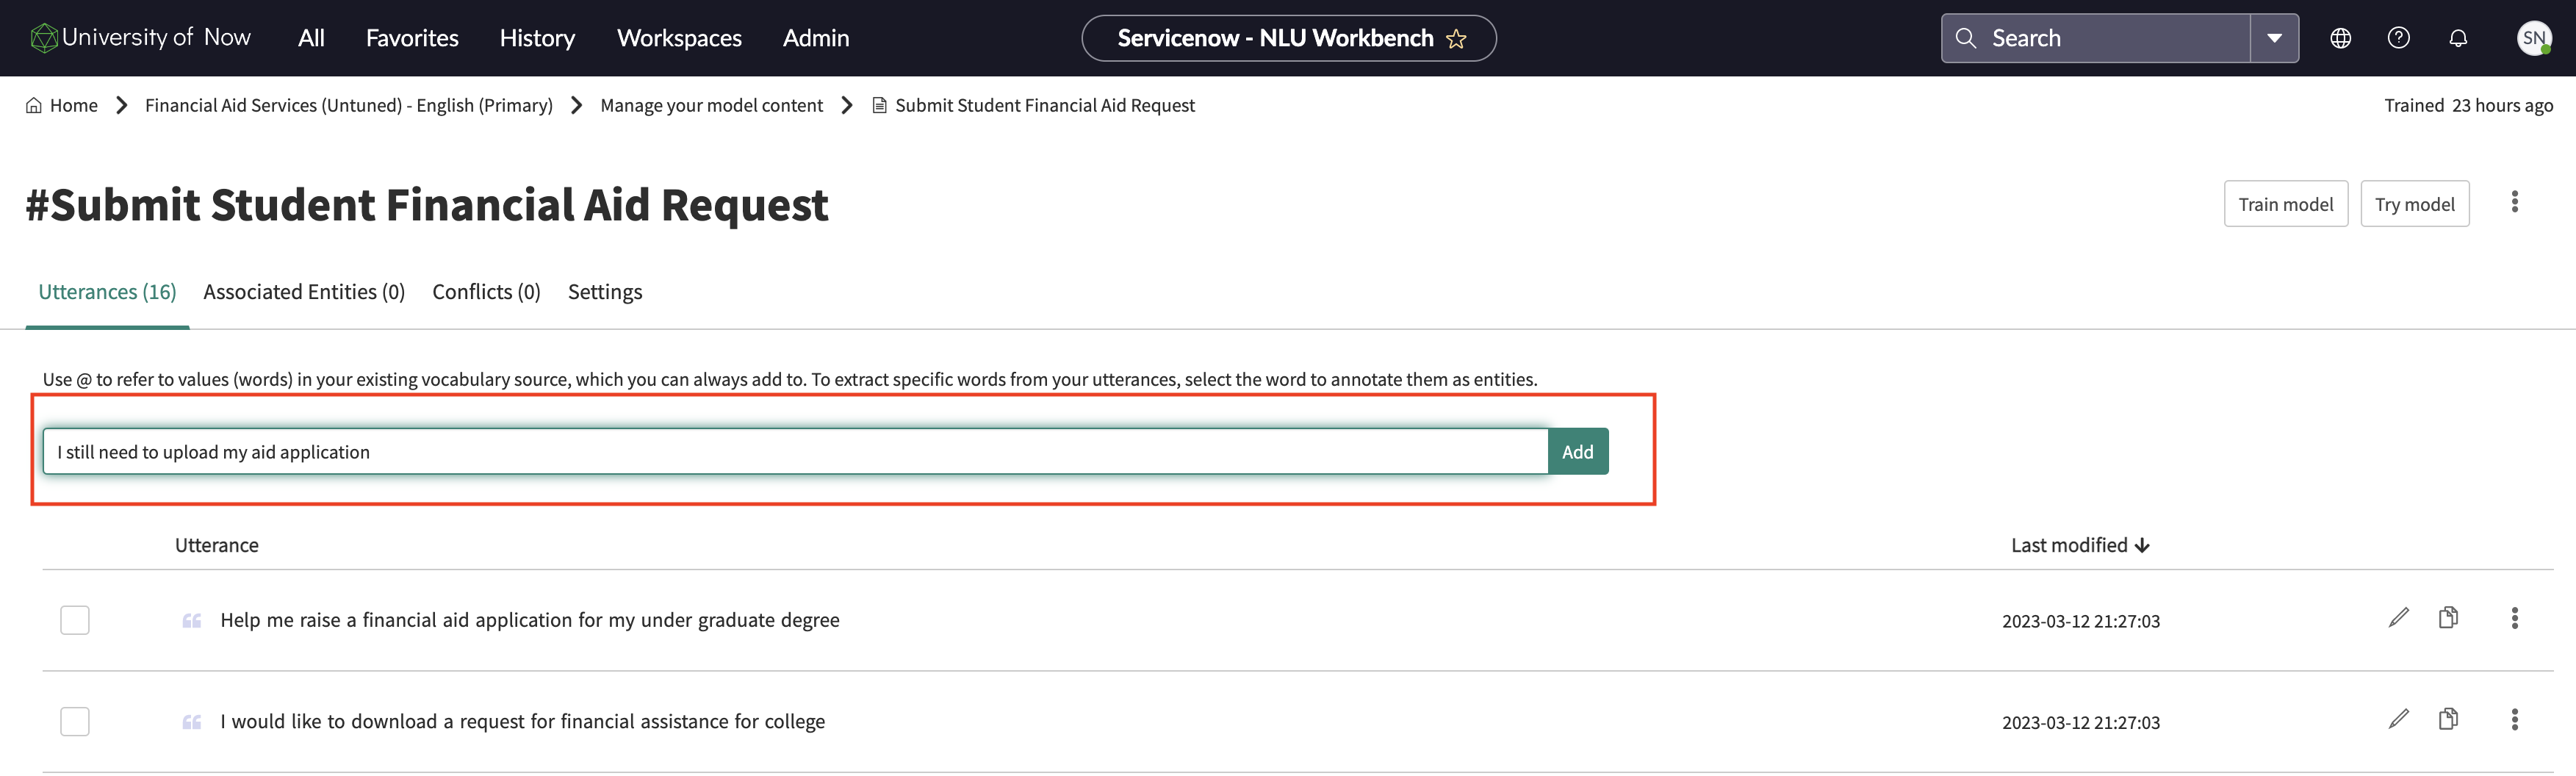 University of Now All Favorites History Workspaces Admin Servicenow - NLU Workbench Search SN
Home Financial Aid Services (Untuned) - English (Primary) Manage your model content Submit Student Financial Aid Request Trained 23 hours ago
#Submit Student Financial Aid Request Train model Try model
Utterances (16) Associated Entities (0) Conflicts (0) Settings
Use @ to refer to values (words) in your existing vocabulary source, which you can always add to. To extract specific words from your utterances, select the word to annotate them as entities.
I still need to upload my aid application Add
Utterance Last modified
Help me raise a financial aid application for my under graduate degree 2023-03-12 21:27:03
I would like to download a request for financial assistance for college 2023-03-12 21:27:03